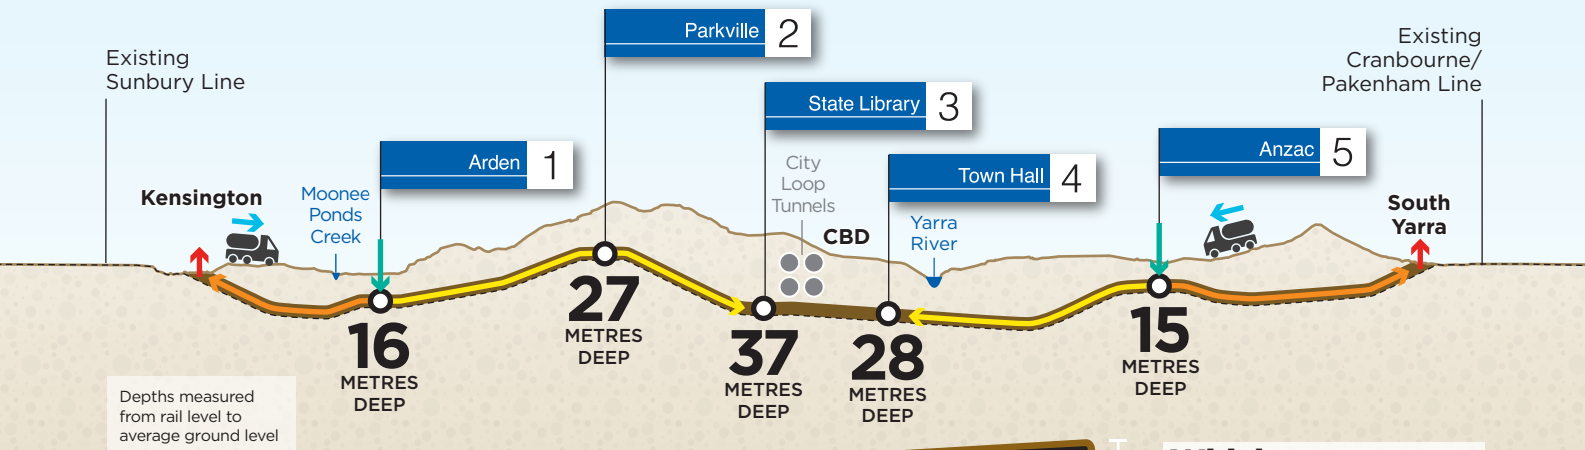 Existing
Sunbury Line
Kensington
Moonee
Ponds
Creek
Arden 1
16
METRES
DEEP
Parkville 2
27
METRES
DEEP
State Library 3
37
METRES
DEEP
City
Loop
Tunnels
CBD
Town Hall 4
28
METRES
DEEP
Yarra
River
Anzac 5
15
METRES
DEEP
South
Yarra
Existing
Cranbourne/
Pakenham Line
Depths measured
from rail level to
average ground level